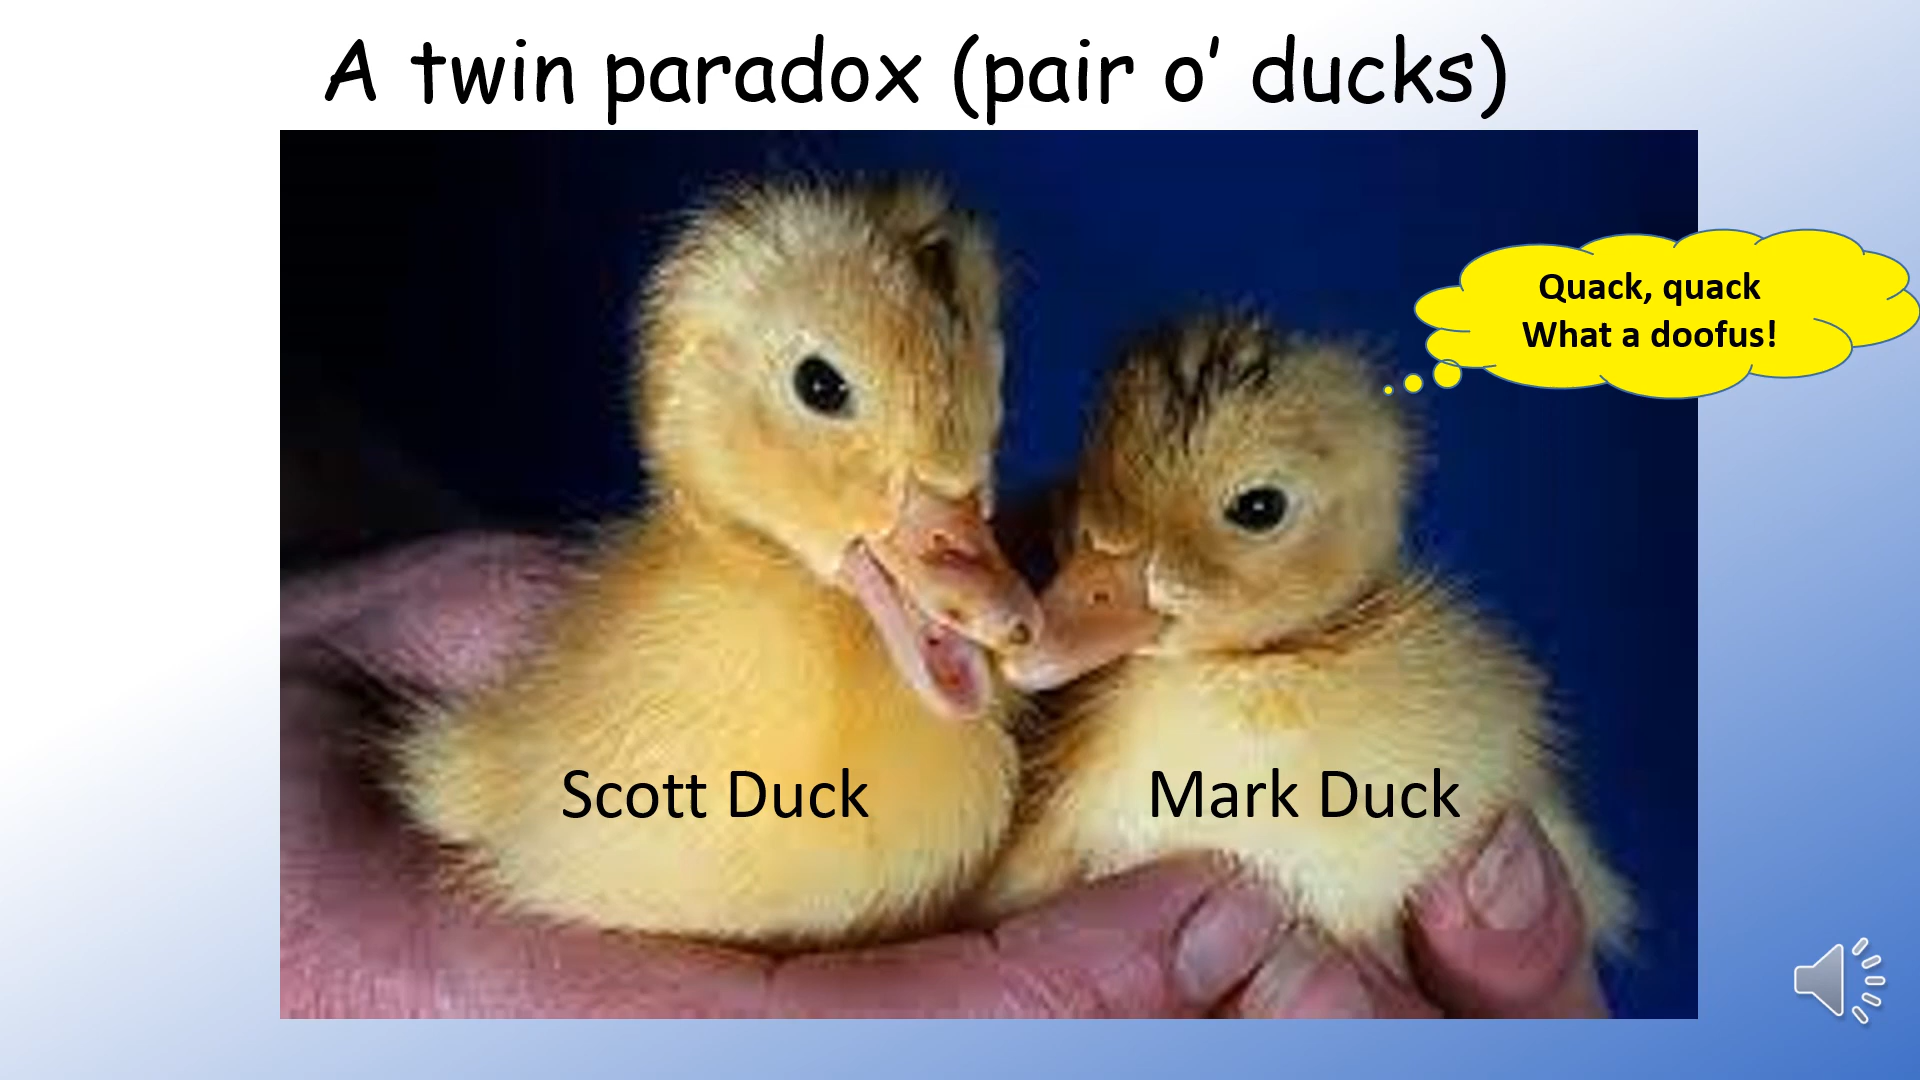 A twin paradox (pair o’ ducks)
Quack, quack
What a doofus!
Scott Duck
Mark Duck